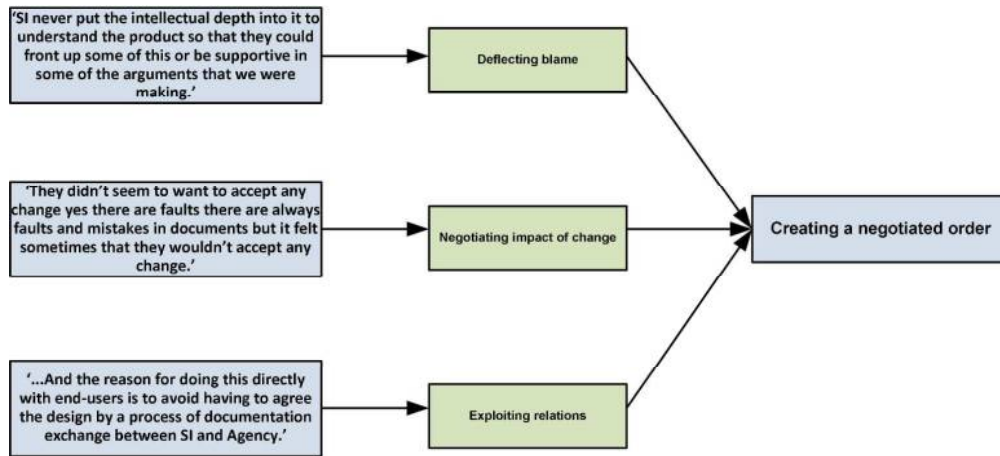 ‘SI never put the intellectual depth into it to
understand the product so that they could
front up some of this or be supportive in
some of the arguments that we were
making.’
Deflecting blame
‘They didn’t seem to want to accept any
change yes there are faults there are always
faults and mistakes in documents but it felt
sometimes that they wouldn’t accept any
change.’
Negotiating impact of change
Creating a negotiated order
‘...And the reason for doing this directly
with end-users is to avoid having to agree
the design by a process of documentation
exchange between SI and Agency.’
Exploiting relations